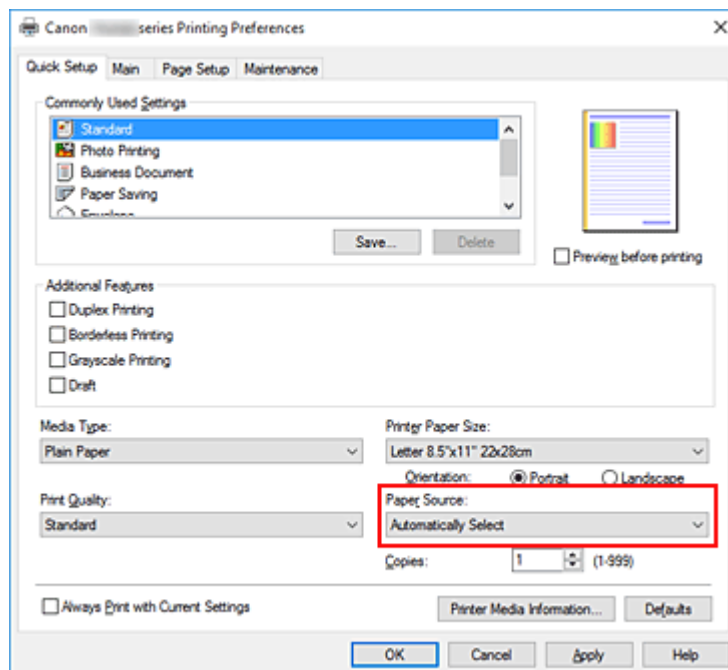 Canon series Printing Preferences
Quick Setup Main Page Setup Maintenance
Commonly Used Settings
Standard
Photo Printing
Business Document
Paper Saving
Envelope
Save... Delete
Preview before printing
Additional Features
Duplex Printing
Borderless Printing
Grayscale Printing
Draft
Media Type:
Plain Paper
Printer Paper Size:
Letter 8.5"x11" 22x28cm
Orientation: Portrait Landscape
Print Quality:
Standard
Paper Source:
Automatically Select
Copies: 1 (1-999)
Always Print with Current Settings
Printer Media Information... Defaults
OK Cancel Apply Help